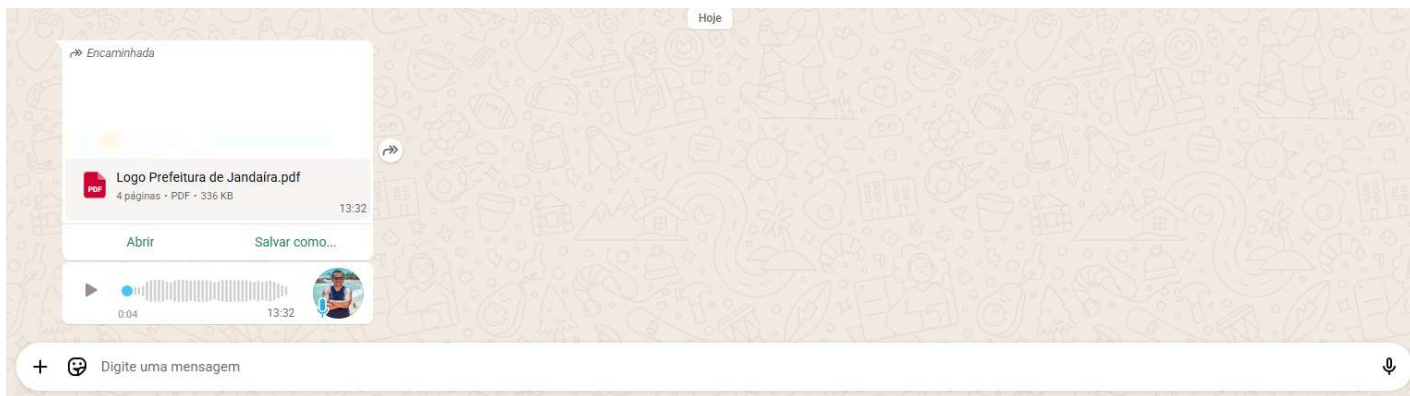 Hoje
Encaminhada
PDF
Logo Prefeitura de Jandaíra.pdf
4 páginas • PDF • 336 KB
13:32
Abrir Salvar como...
0:04 13:32
Digite uma mensagem